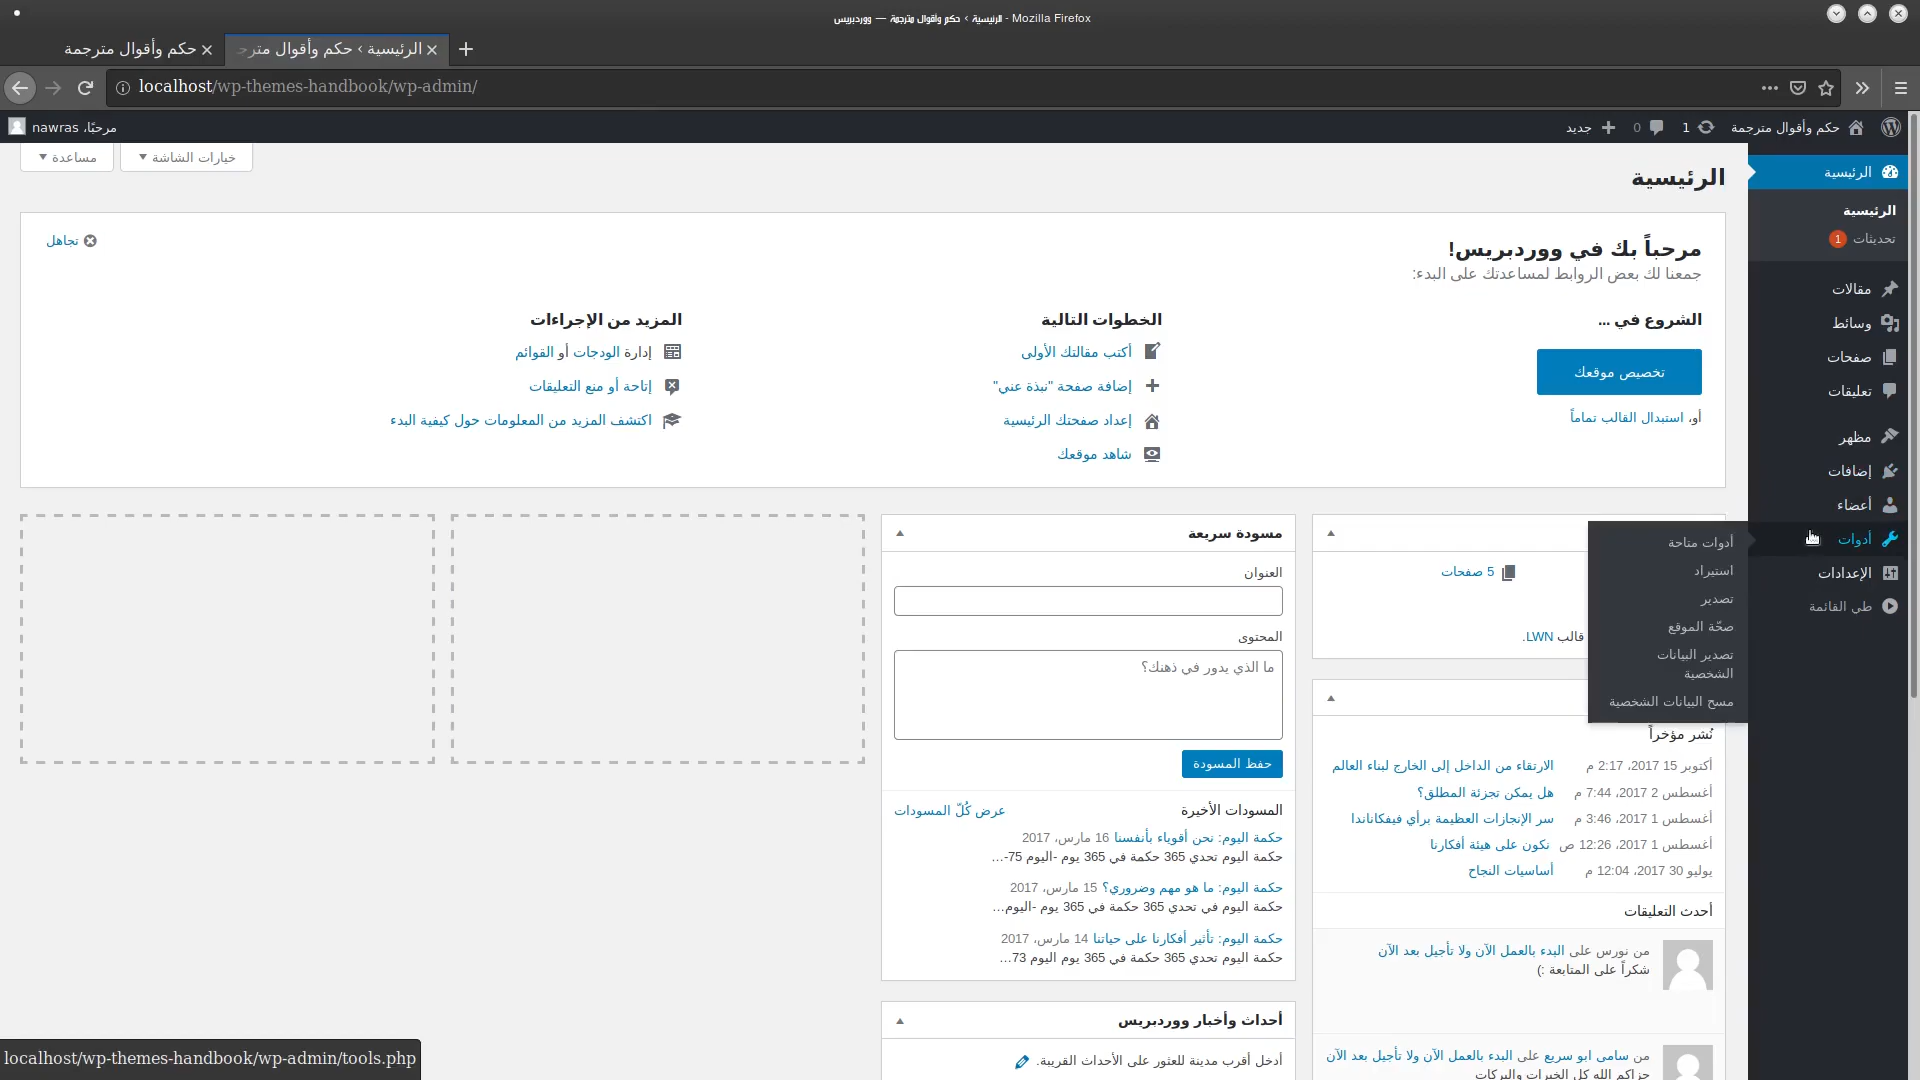 الرئيسية ‹ حكم وأقوال مترجمة — ووردبريس - Mozilla Firefox
حكم وأقوال مترجمة
الرئيسية ‹ حكم وأقوال مترج
localhost/wp-themes-handbook/wp-admin/
حكم وأقوال مترجمة
1
0
جديد
مرحبًا، nawras
خيارات الشاشة
مساعدة
الرئيسية
الرئيسية
تحديثات 1
مقالات
وسائط
صفحات
تعليقات
مظهر
إضافات
أعضاء
أدوات
الإعدادات
طي القائمة
أدوات متاحة
استيراد
تصدير
صحّة الموقع
تصدير البيانات
الشخصية
مسح البيانات الشخصية
الرئيسية
مرحباً بك في ووردبريس!
جمعنا لك بعض الروابط لمساعدتك على البدء:
تجاهل
الشروع في ...
تخصيص موقعك
أو، استبدال القالب تماماً
الخطوات التالية
أكتب مقالتك الأولى
إضافة صفحة "نبذة عني"
إعداد صفحتك الرئيسية
شاهد موقعك
المزيد من الإجراءات
إدارة الودجات أو القوائم
إتاحة أو منع التعليقات
اكتشف المزيد من المعلومات حول كيفية البدء
5 صفحات
قالب LWN.
نُشر مؤخراً
أكتوبر 15 2017، 2:17 م الارتقاء من الداخل إلى الخارج لبناء العالم
أغسطس 2 2017، 7:44 م هل يمكن تجزئة المطلق؟
أغسطس 1 2017، 3:46 م سر الإنجازات العظيمة برأي فيفكاناندا
أغسطس 1 2017، 12:26 ص نكون على هيئة أفكارنا
يوليو 30 2017، 12:04 م أساسيات النجاح
أحدث التعليقات
من نورس على البدء بالعمل الآن ولا تأجيل بعد الآن
شكراً على المتابعة :)
من سامى ابو سريع على البدء بالعمل الآن ولا تأجيل بعد الآن
جزاكم الله كل الخيرات والبركات
مسودة سريعة
العنوان
المحتوى
ما الذي يدور في ذهنك؟
حفظ المسودة
المسودات الأخيرة
عرض كُلّ المسودات
حكمة اليوم: نحن أقوياء بأنفسنا 16 مارس، 2017
حكمة اليوم تحدي 365 حكمة في 365 يوم -اليوم 75-…
حكمة اليوم: ما هو مهم وضروري؟ 15 مارس، 2017
حكمة اليوم في تحدي 365 حكمة في 365 يوم -اليوم…
حكمة اليوم: تأثير أفكارنا على حياتنا 14 مارس، 2017
حكمة اليوم تحدي 365 حكمة في 365 يوم اليوم 73…
أحداث وأخبار ووردبريس
أدخل أقرب مدينة للعثور على الأحداث القريبة.
localhost/wp-themes-handbook/wp-admin/tools.php